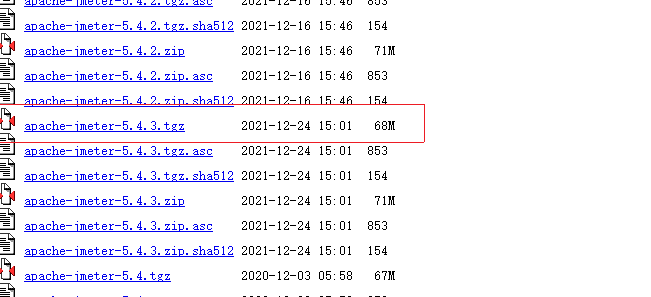 apache-jmeter-5.4.2.tgz.asc 2021-12-16 15:46 853
apache-jmeter-5.4.2.tgz.sha512 2021-12-16 15:46 154
apache-jmeter-5.4.2.zip 2021-12-16 15:46 71M
apache-jmeter-5.4.2.zip.asc 2021-12-16 15:46 853
apache-jmeter-5.4.2.zip.sha512 2021-12-16 15:46 154
apache-jmeter-5.4.3.tgz 2021-12-24 15:01 68M
apache-jmeter-5.4.3.tgz.asc 2021-12-24 15:01 853
apache-jmeter-5.4.3.tgz.sha512 2021-12-24 15:01 154
apache-jmeter-5.4.3.zip 2021-12-24 15:01 71M
apache-jmeter-5.4.3.zip.asc 2021-12-24 15:01 853
apache-jmeter-5.4.3.zip.sha512 2021-12-24 15:01 154
apache-jmeter-5.4.tgz 2020-12-03 05:58 67M